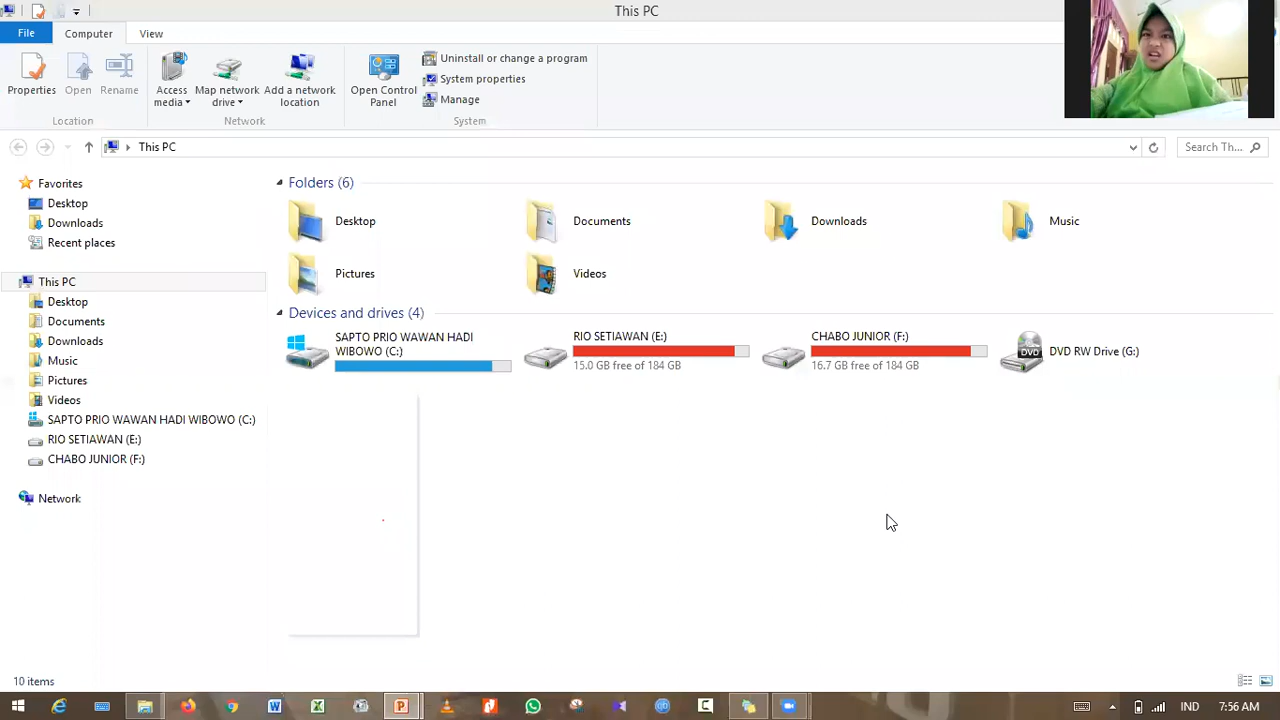 This PC
File Computer View
Properties Open Rename Access media Map network drive Add a network location Open Control Panel Uninstall or change a program
System properties
Manage
Location Network System
This PC Search Th...
Favorites
Desktop
Downloads
Recent places
This PC
Desktop
Documents
Downloads
Music
Pictures
Videos
SAPTO PRIO WAWAN HADI WIBOWO (C:)
RIO SETIAWAN (E:)
CHABO JUNIOR (F:)
Network
Folders (6)
Desktop Documents Downloads Music
Pictures Videos
Devices and drives (4)
SAPTO PRIO WAWAN HADI
WIBOWO (C:)
RIO SETIAWAN (E:)
15.0 GB free of 184 GB
CHABO JUNIOR (F:)
16.7 GB free of 184 GB
DVD
DVD RW Drive (G:)
10 items
IND 7:56 AM